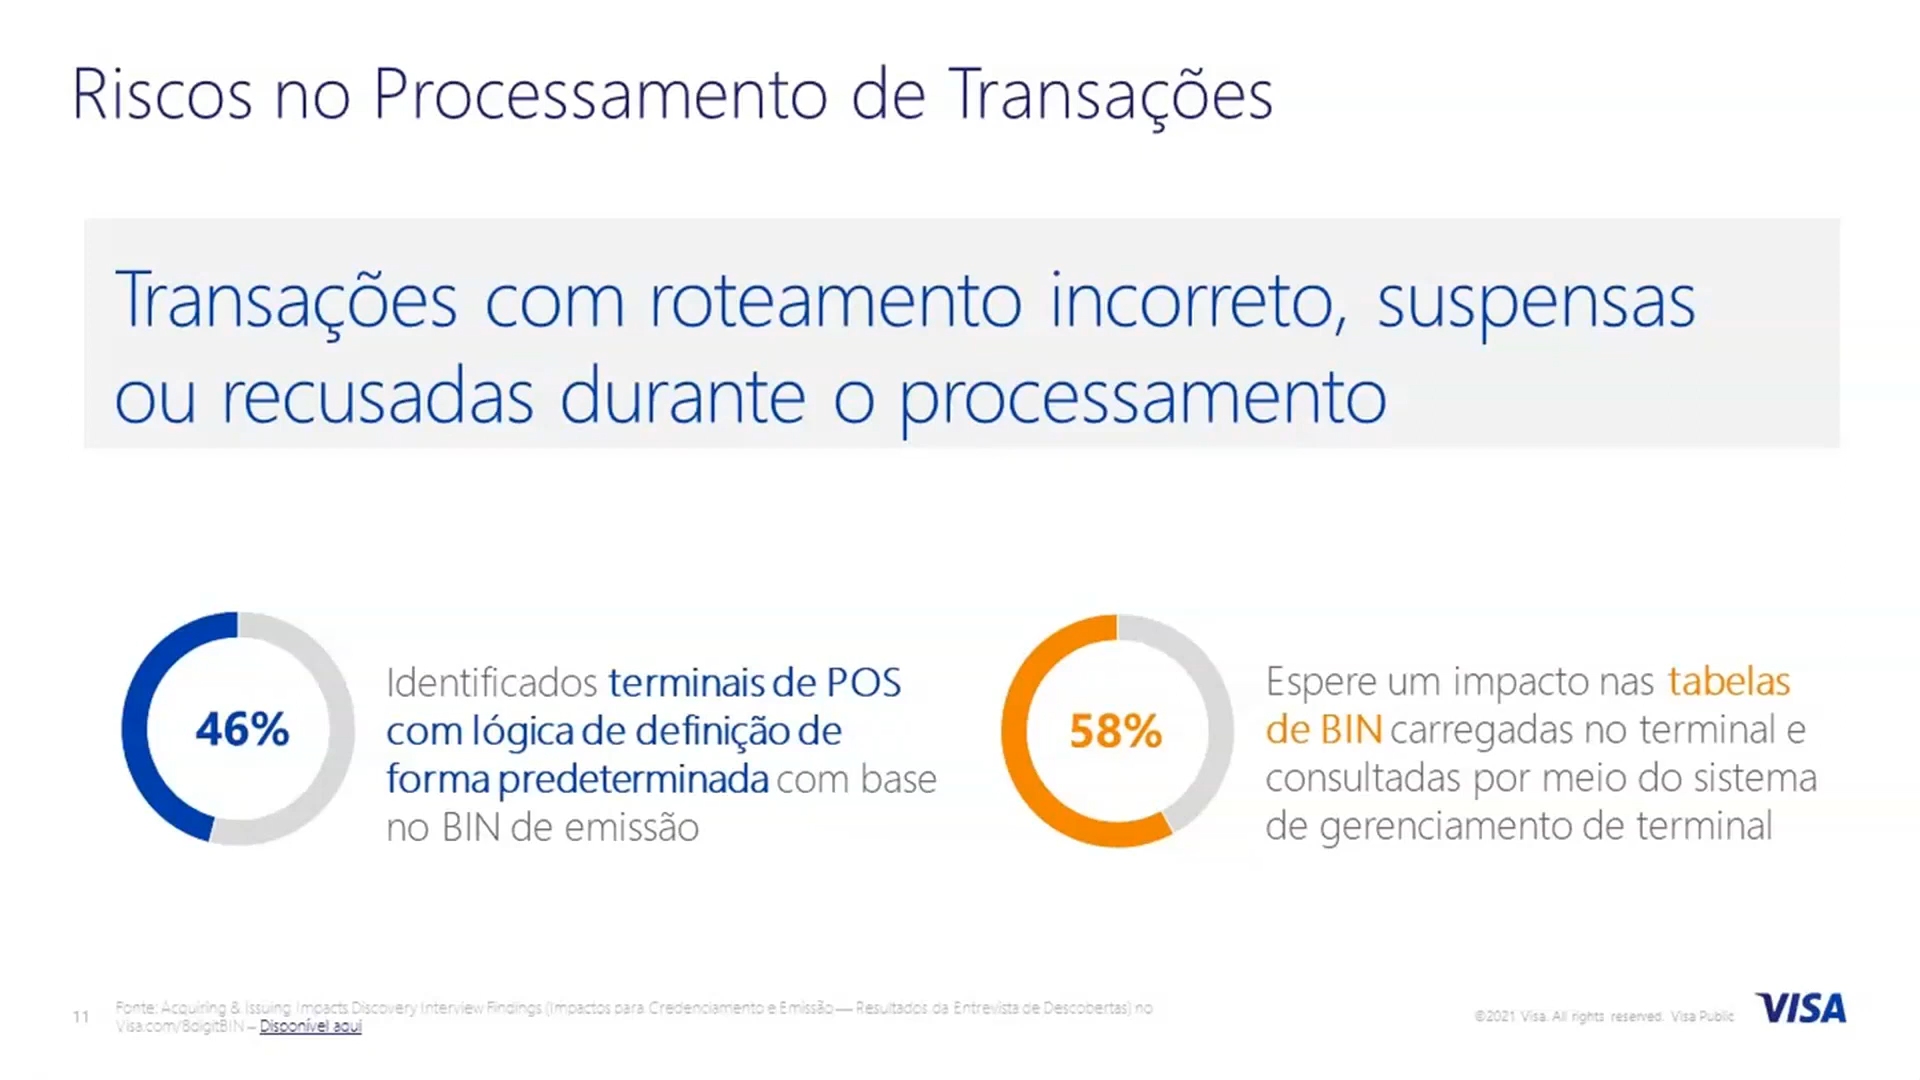 Riscos no Processamento de Transações
Transações com roteamento incorreto, suspensas
ou recusadas durante o processamento
46%
Identificados terminais de POS
com lógica de definição de
forma predeterminada com base
no BIN de emissão
58%
Espere um impacto nas tabelas
de BIN carregadas no terminal e
consultadas por meio do sistema
de gerenciamento de terminal
11
Fonte: Acquiring & Issuing Impacts Discovery Interview Findings (Impactos para Credenciamento e Emissão — Resultados da Entrevista de Descobertas) no
Visa.com/8digitBIN – Disponível aqui
©2021 Visa. All rights reserved. Visa Public
VISA